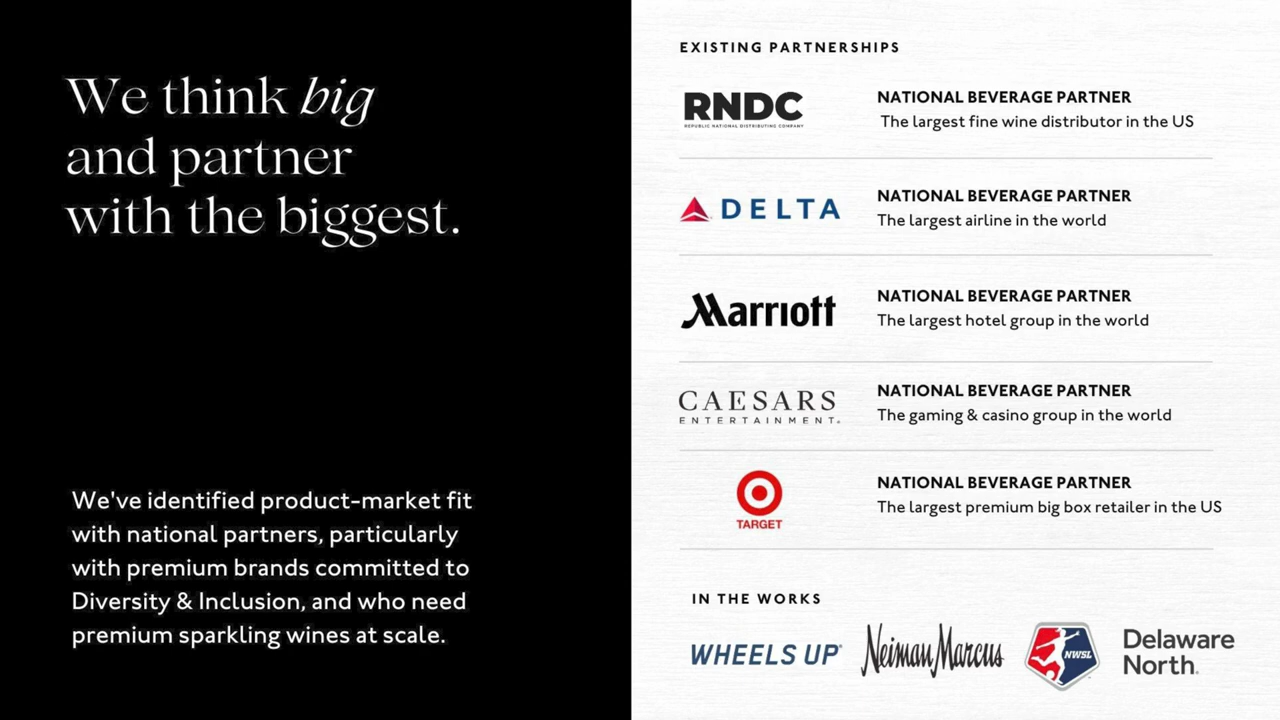 We think big
and partner
with the biggest.
We've identified product-market fit
with national partners, particularly
with premium brands committed to
Diversity & Inclusion, and who need
premium sparkling wines at scale.
EXISTING PARTNERSHIPS
RNDC
REPUBLIC NATIONAL DISTRIBUTING COMPANY
NATIONAL BEVERAGE PARTNER
The largest fine wine distributor in the US
DELTA
NATIONAL BEVERAGE PARTNER
The largest airline in the world
Marriott
NATIONAL BEVERAGE PARTNER
The largest hotel group in the world
CAESARS
ENTERTAINMENT®
NATIONAL BEVERAGE PARTNER
The gaming & casino group in the world
TARGET
NATIONAL BEVERAGE PARTNER
The largest premium big box retailer in the US
IN THE WORKS
WHEELS UP®
Neiman Marcus
NWSL
Delaware
North®